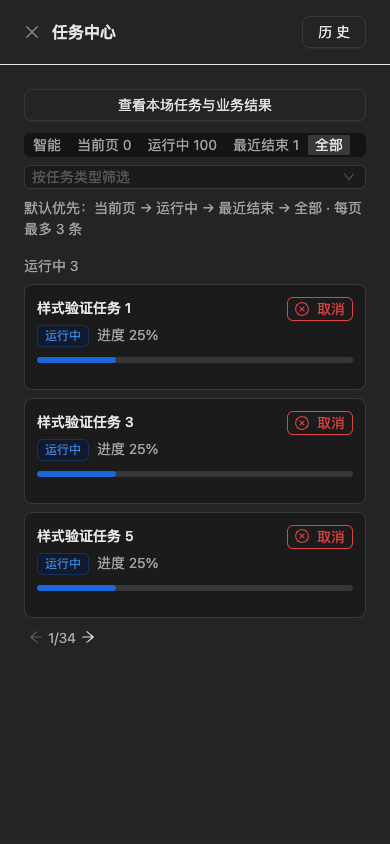 任务中心
历 史
查看本场任务与业务结果
智能 当前页 0 运行中 100 最近结束 1 全部
按任务类型筛选
默认优先：当前页 → 运行中 → 最近结束 → 全部 · 每页
最多 3 条
运行中 3
样式验证任务 1
取消
运行中 进度 25%
样式验证任务 3
取消
运行中 进度 25%
样式验证任务 5
取消
运行中 进度 25%
← 1/34 →